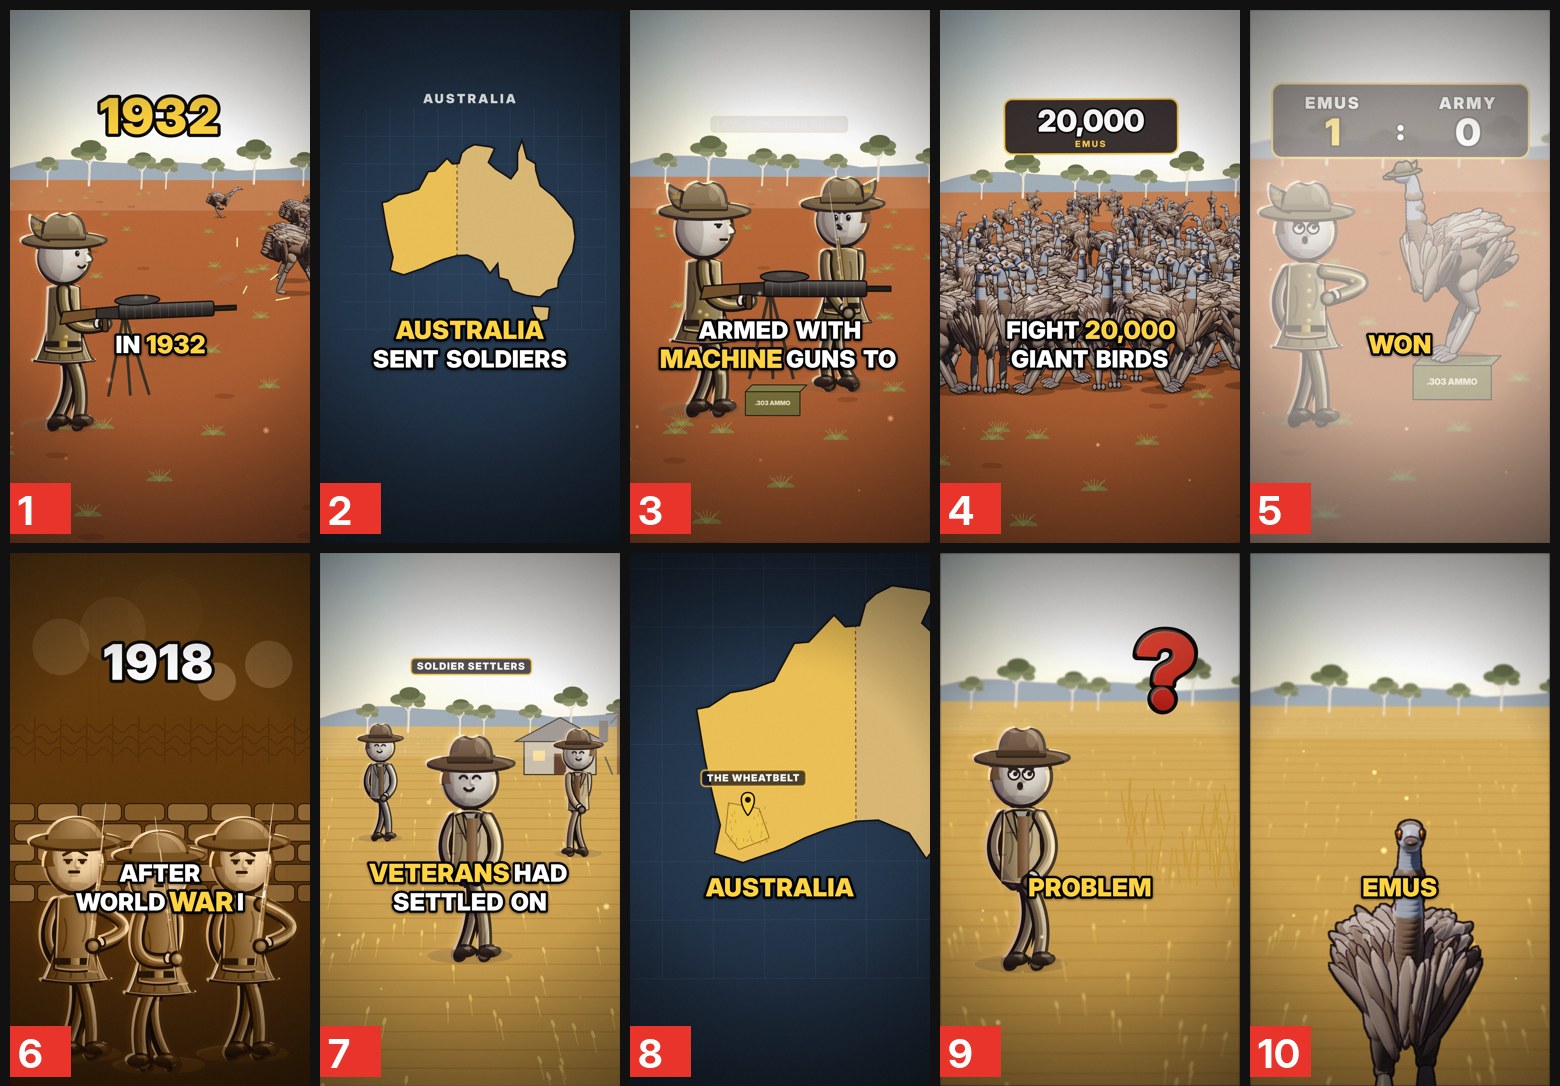 1932
IN 1932
1
AUSTRALIA
AUSTRALIA
SENT SOLDIERS
2
ARMED WITH
MACHINE GUNS TO
.303 AMMO
3
20,000
EMUS
FIGHT 20,000
GIANT BIRDS
4
EMUS ARMY
1 : 0
WON
.303 AMMO
5
1918
AFTER
WORLD WAR I
6
SOLDIER SETTLERS
VETERANS HAD
SETTLED ON
7
THE WHEATBELT
AUSTRALIA
8
?
PROBLEM
9
EMUS
10